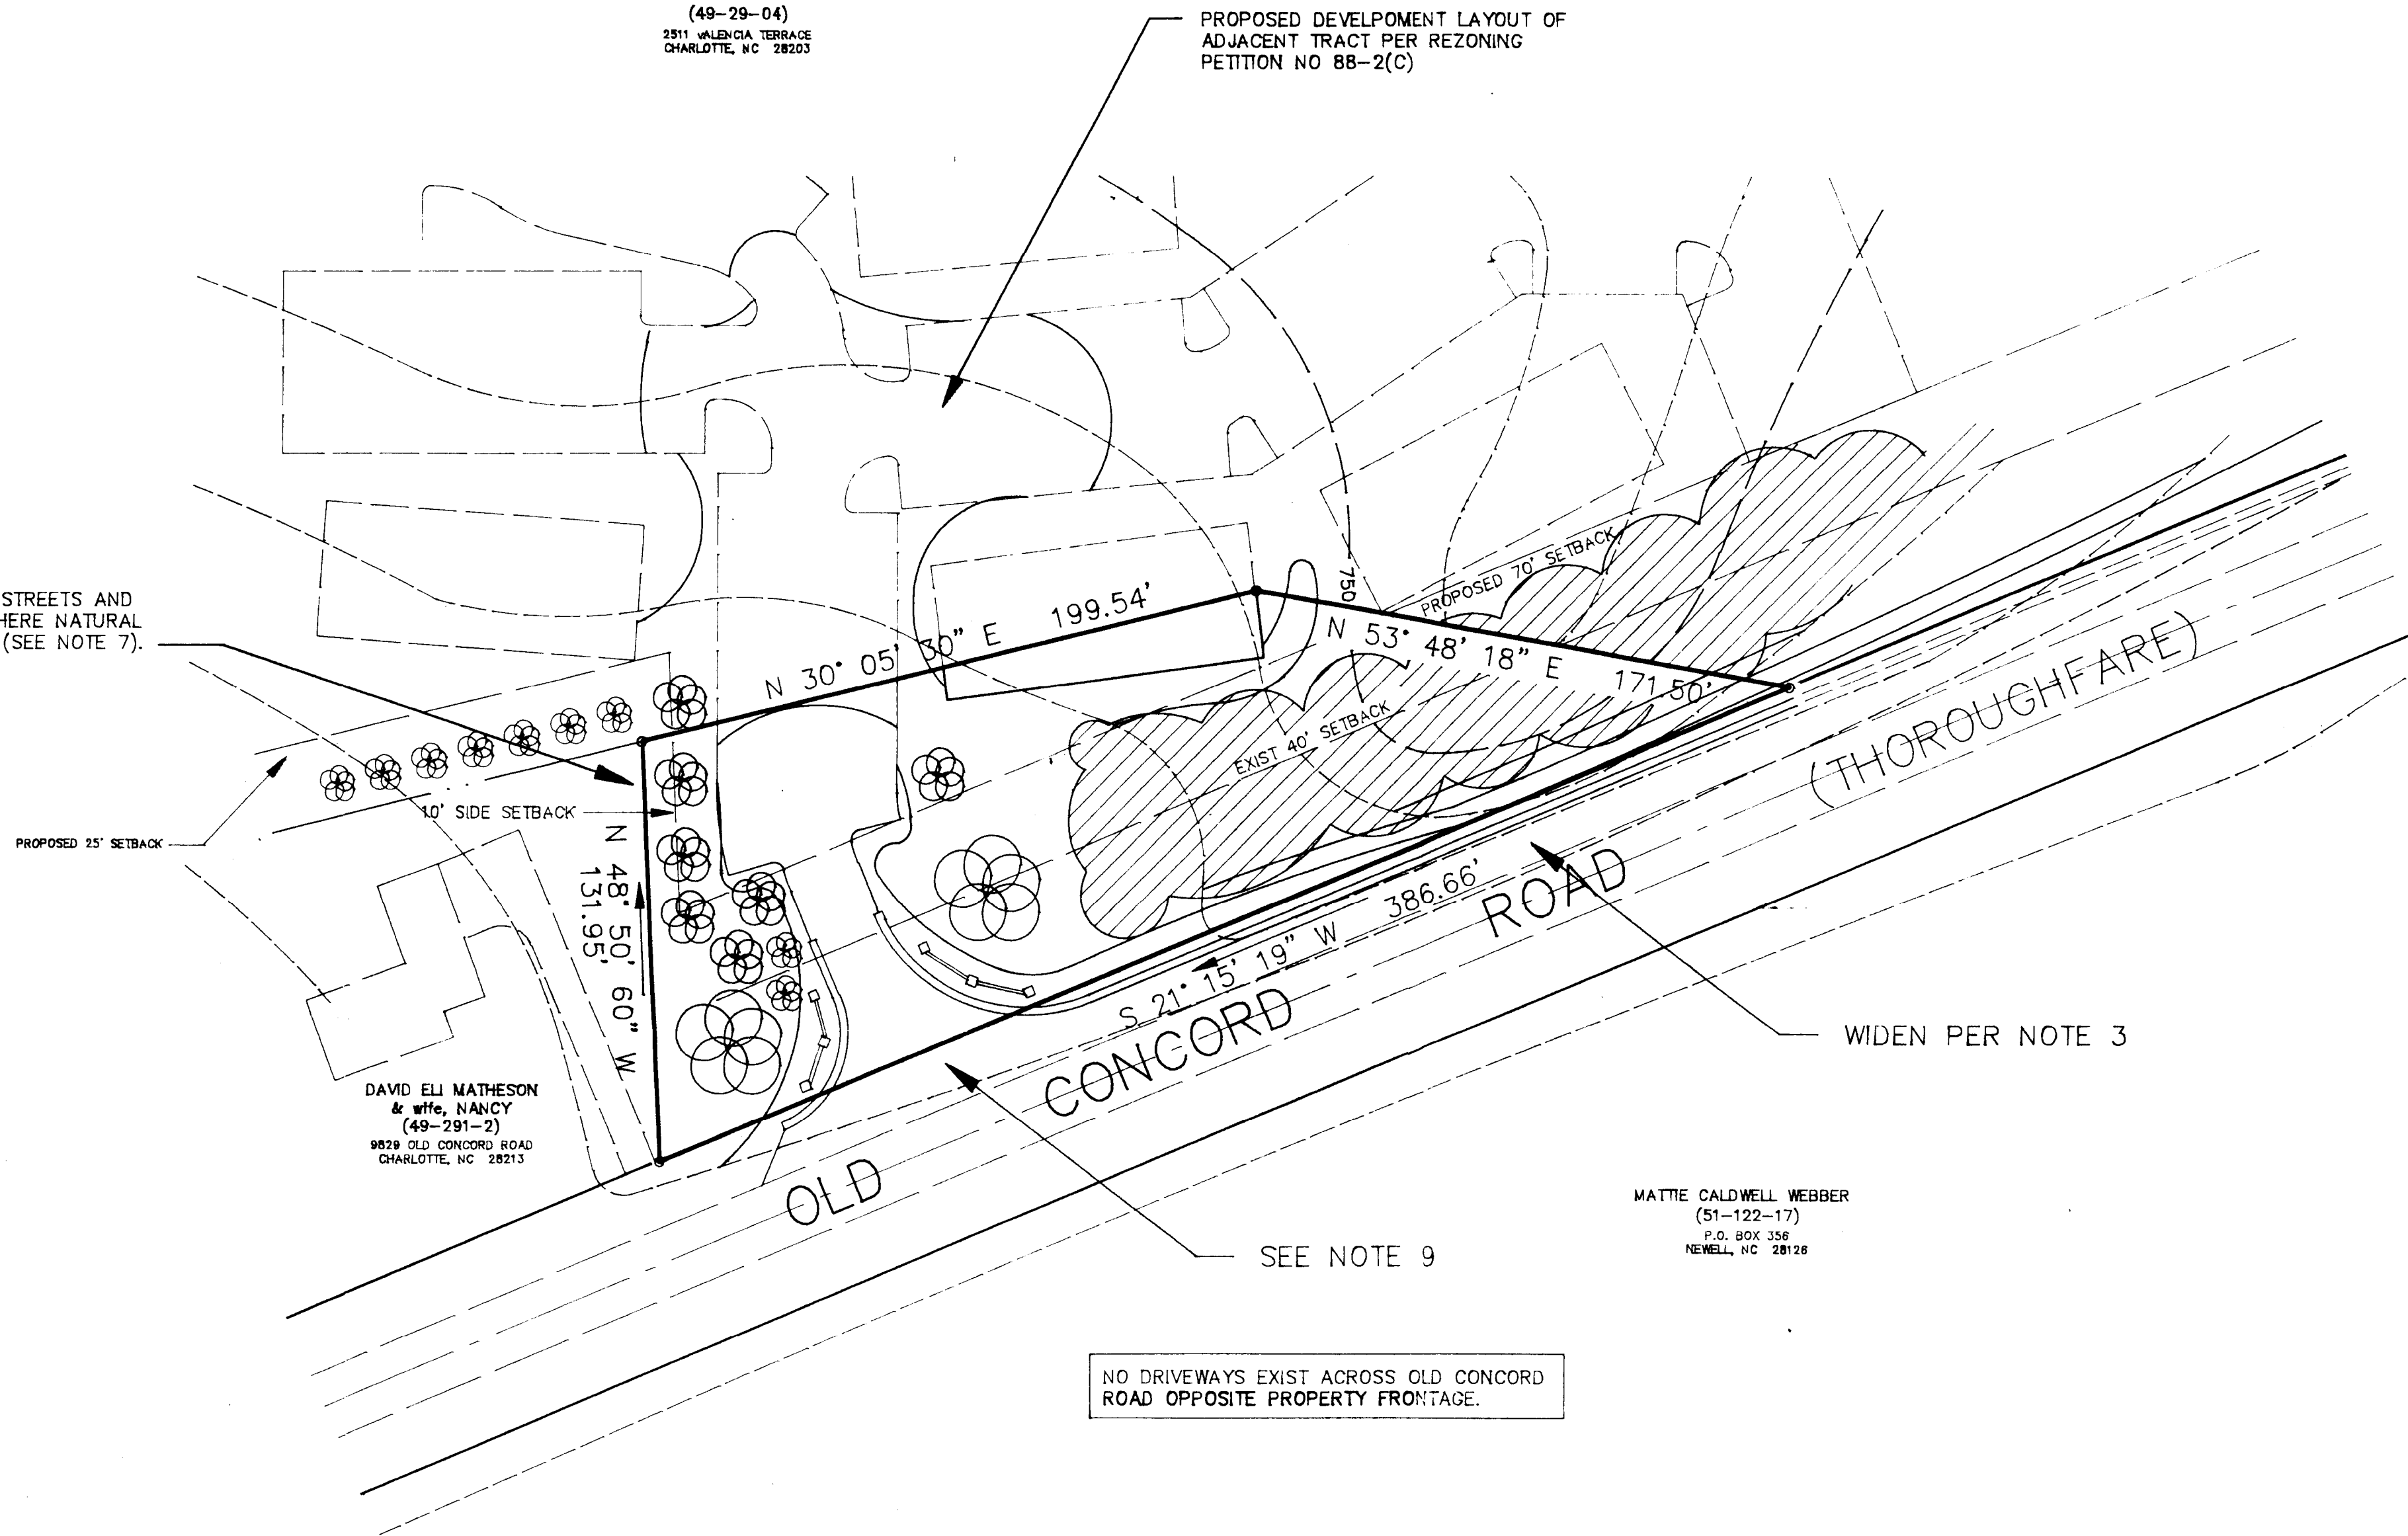 (49-29-04)
2511 VALENCIA TERRACE
CHARLOTTE, NC 28203
PROPOSED DEVELPOMENT LAYOUT OF
ADJACENT TRACT PER REZONING
PETITION NO 88-2(C)
STREETS AND
HERE NATURAL
(SEE NOTE 7).
N 30° 05' 30" E 199.54'
750
PROPOSED 70' SETBACK
N 53° 48' 18" E 171.50'
EXIST 40' SETBACK
10' SIDE SETBACK
PROPOSED 25' SETBACK
N 48° 50' 60" W
131.95'
S 21° 15' 19" W 386.66'
OLD CONCORD ROAD (THOROUGHFARE)
WIDEN PER NOTE 3
DAVID ELI MATHESON
& wife, NANCY
(49-291-2)
9829 OLD CONCORD ROAD
CHARLOTTE, NC 28213
SEE NOTE 9
MATTIE CALDWELL WEBBER
(51-122-17)
P.O. BOX 356
NEWELL, NC 28126
NO DRIVEWAYS EXIST ACROSS OLD CONCORD
ROAD OPPOSITE PROPERTY FRONTAGE.